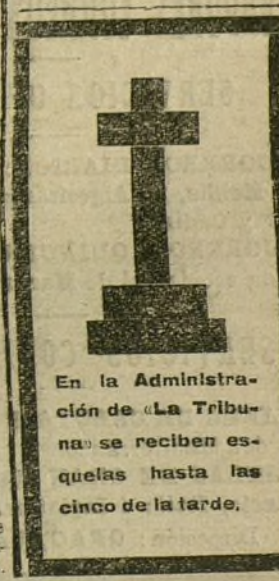 En la Administra-
ción de «La Tribu-
na» se reciben es-
quelas hasta las
cinco de la tarde.